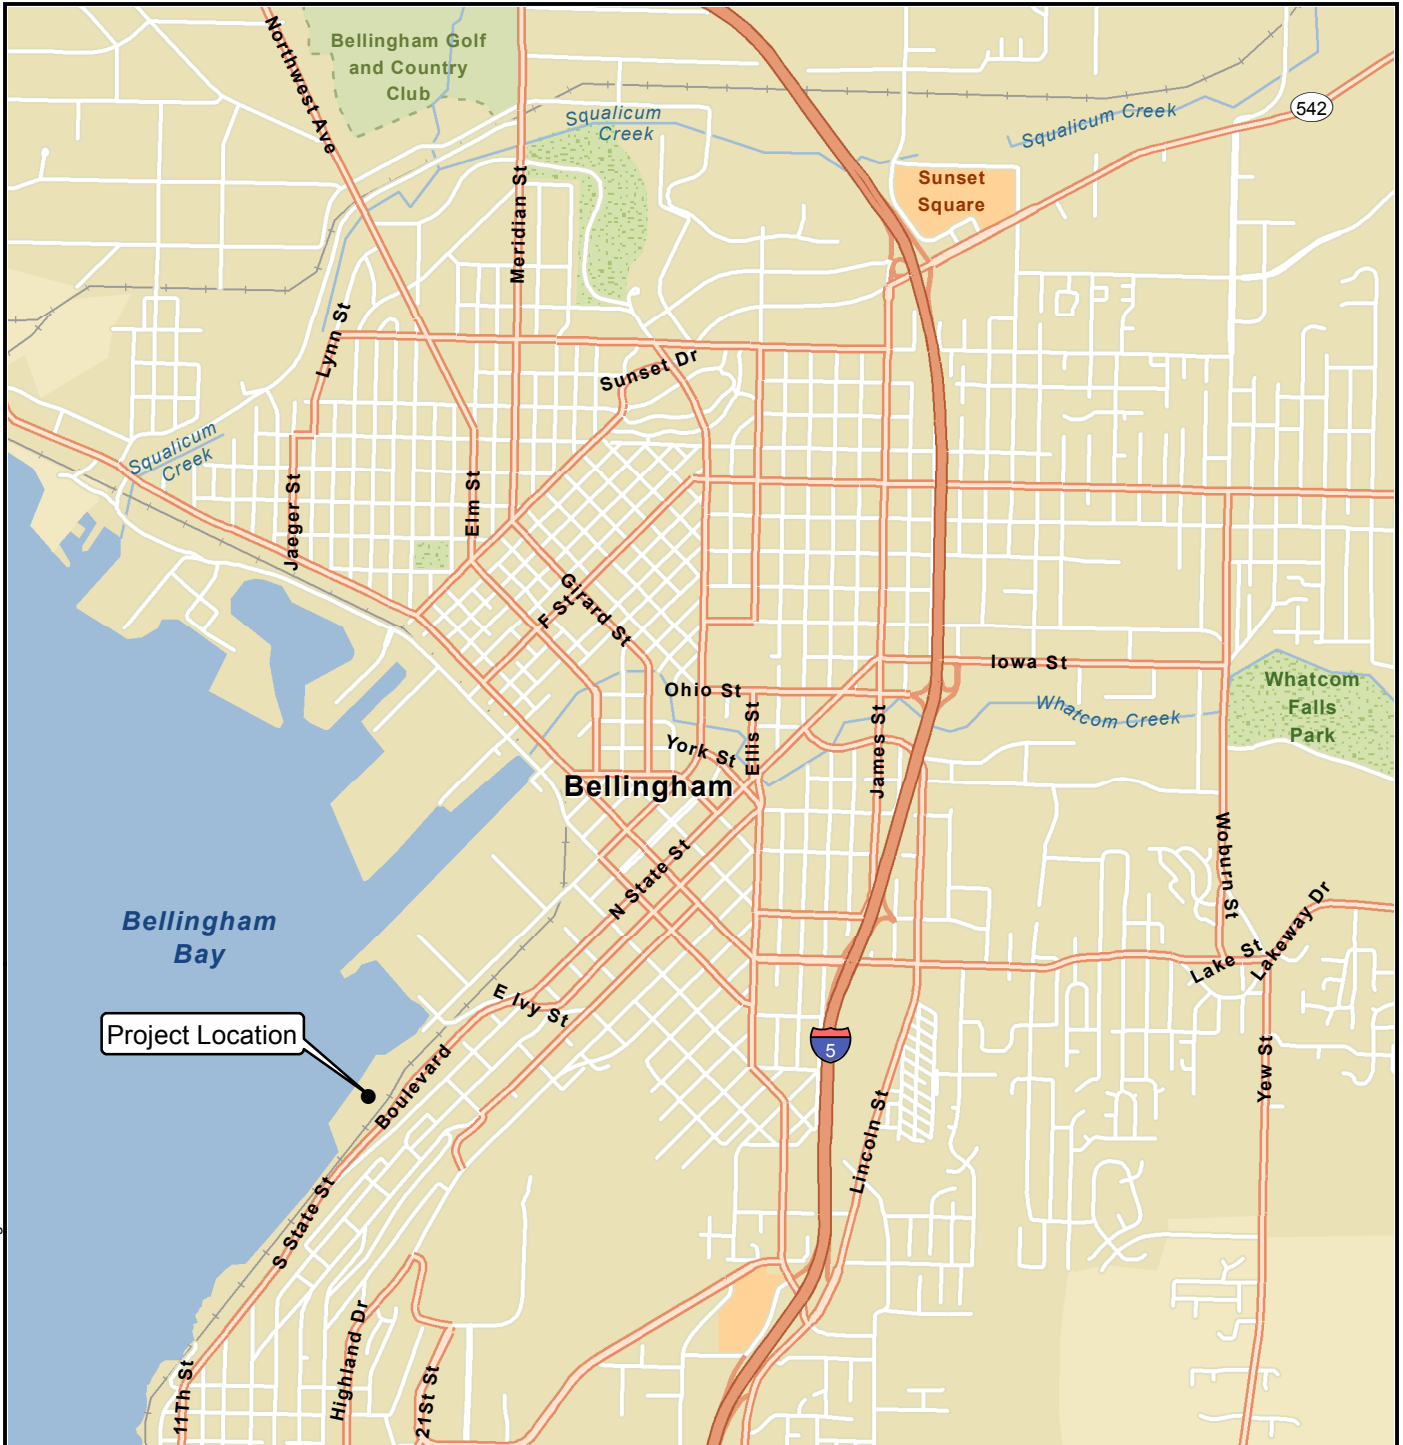 Northwest Ave
Bellingham Golf
and Country
Club
Squalicum
Creek
Squalicum Creek
542
Sunset
Square
Meridian St
Lynn St
Sunset Dr
Squalicum
Creek
Jaeger St
Elm St
Girard St
F St
Iowa St
Whatcom
Falls
Park
Ohio St
Whatcom Creek
Ellis St
James St
York St
Bellingham
Woburn St
N State St
Bellingham
Bay
Lakeway Dr
Lake St
E Ivy St
Project Location
5
Boulevard
Yew St
Lincoln St
S State St
Highland Dr
11Th St
21St St